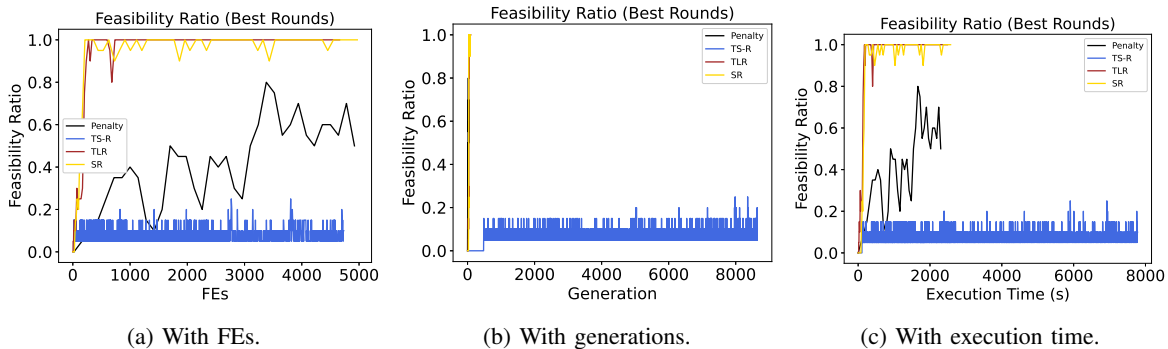 Feasibility Ratio (Best Rounds)
Feasibility Ratio
1.0
0.8
0.6
0.4
0.2
0.0
Penalty
TS-R
TLR
SR
0 1000 2000 3000 4000 5000
FEs
(a) With FEs.
Feasibility Ratio (Best Rounds)
Feasibility Ratio
1.0
0.8
0.6
0.4
0.2
0.0
Penalty
TS-R
TLR
SR
0 2000 4000 6000 8000
Generation
(b) With generations.
Feasibility Ratio (Best Rounds)
Feasibility Ratio
1.0
0.8
0.6
0.4
0.2
0.0
Penalty
TS-R
TLR
SR
0 2000 4000 6000 8000
Execution Time (s)
(c) With execution time.